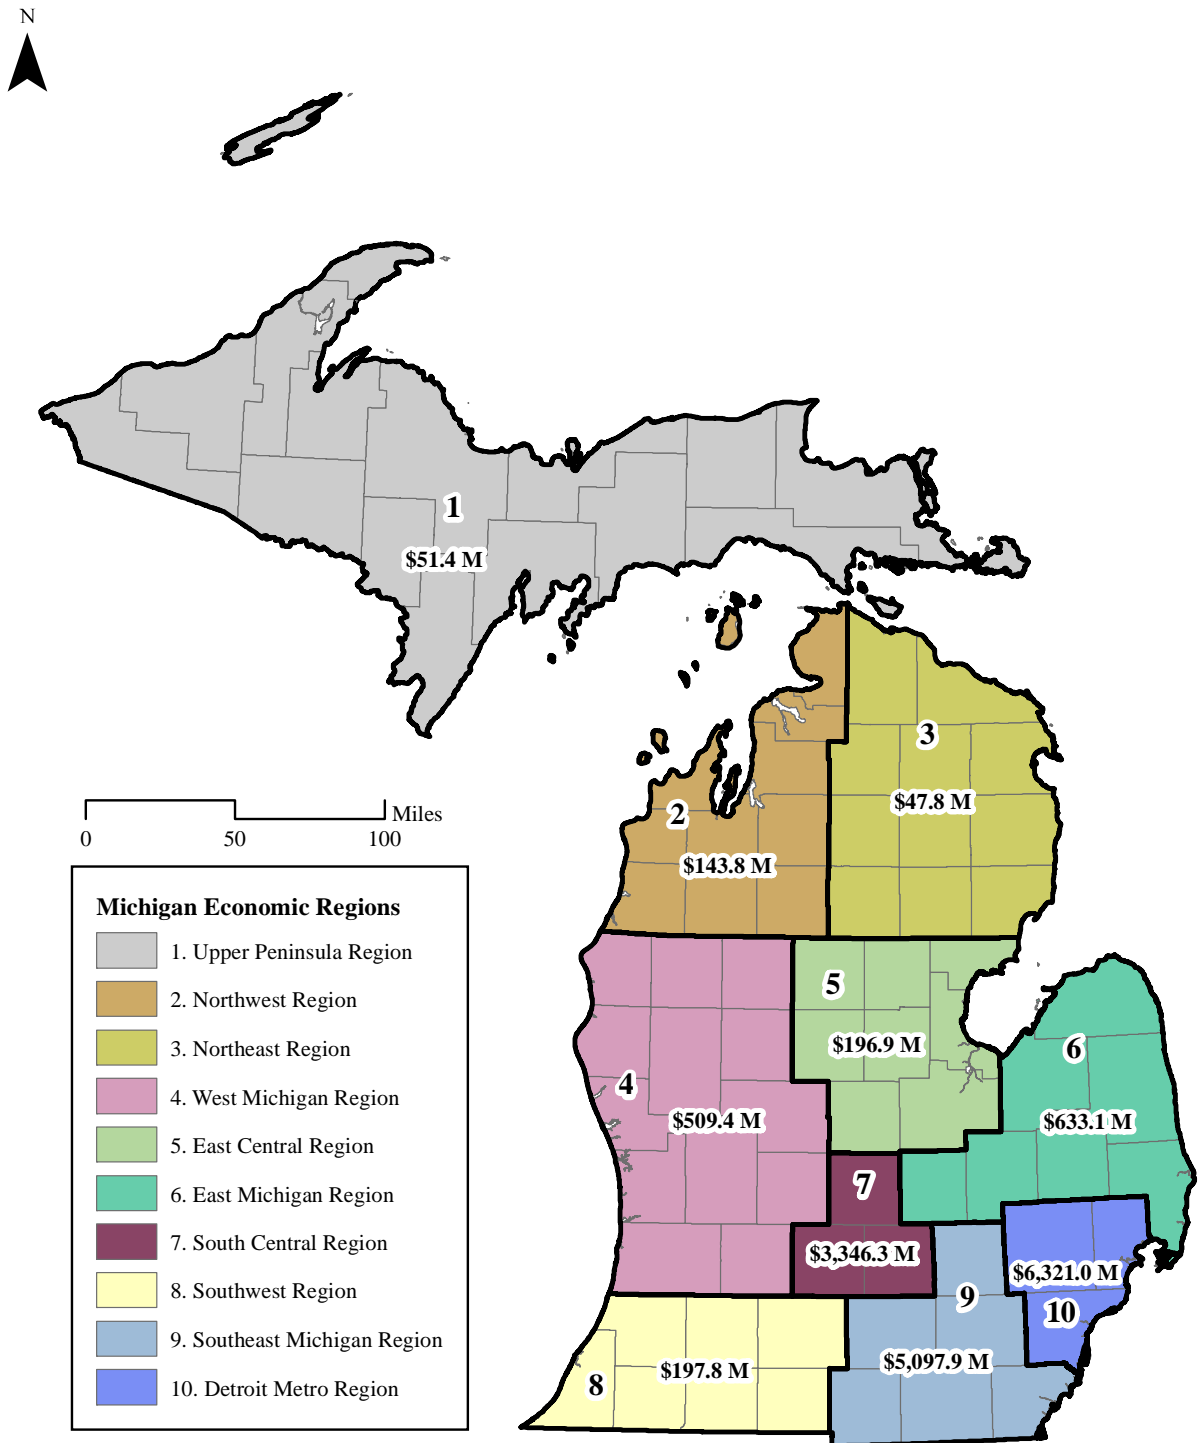 N
1
$51.4 M
2
$143.8 M
3
$47.8 M
Miles
0 50 100
Michigan Economic Regions
1. Upper Peninsula Region
2. Northwest Region
3. Northeast Region
4. West Michigan Region
5. East Central Region
6. East Michigan Region
7. South Central Region
8. Southwest Region
9. Southeast Michigan Region
10. Detroit Metro Region
4
$509.4 M
5
$196.9 M
6
$633.1 M
7
$3,346.3 M
8
$197.8 M
9
$5,097.9 M
$6,321.0 M
10